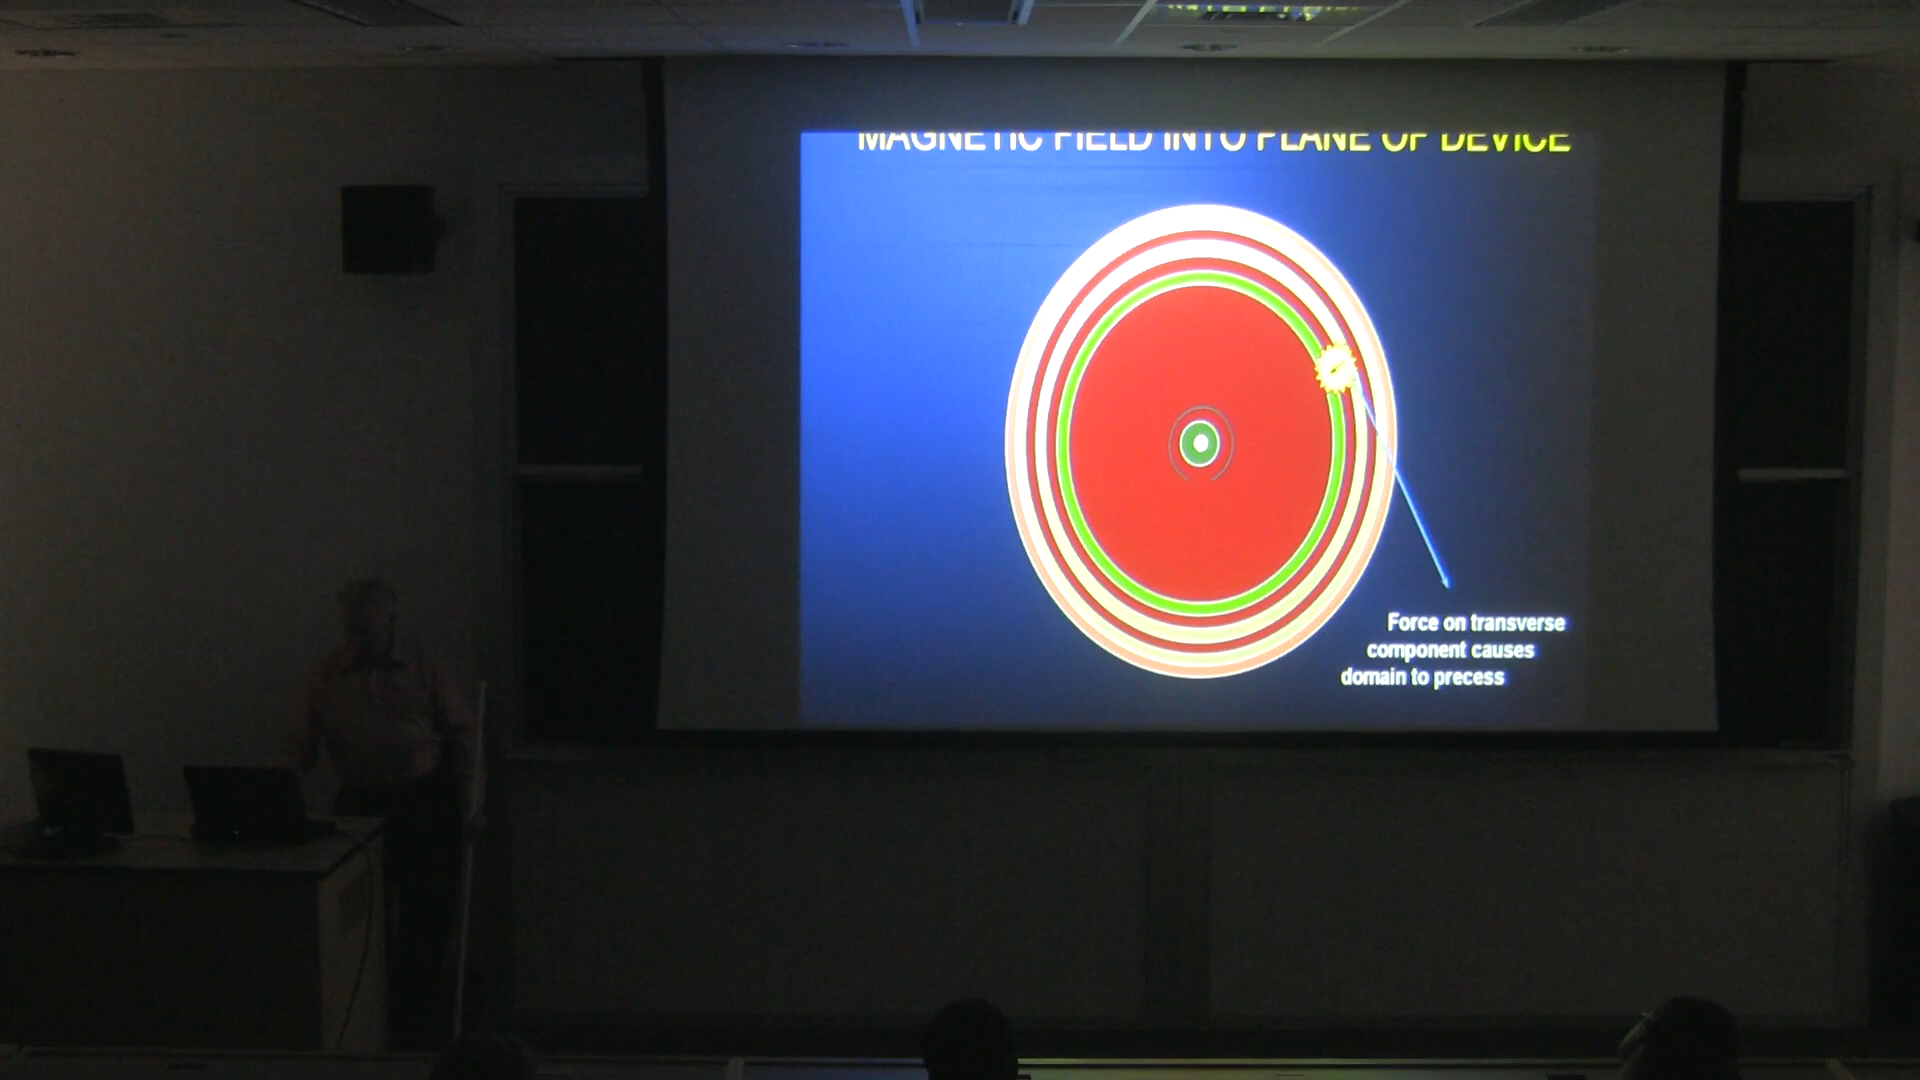 MAGNETIC FIELD INTO PLANE OF DEVICE
Force on transverse
component causes
domain to precess